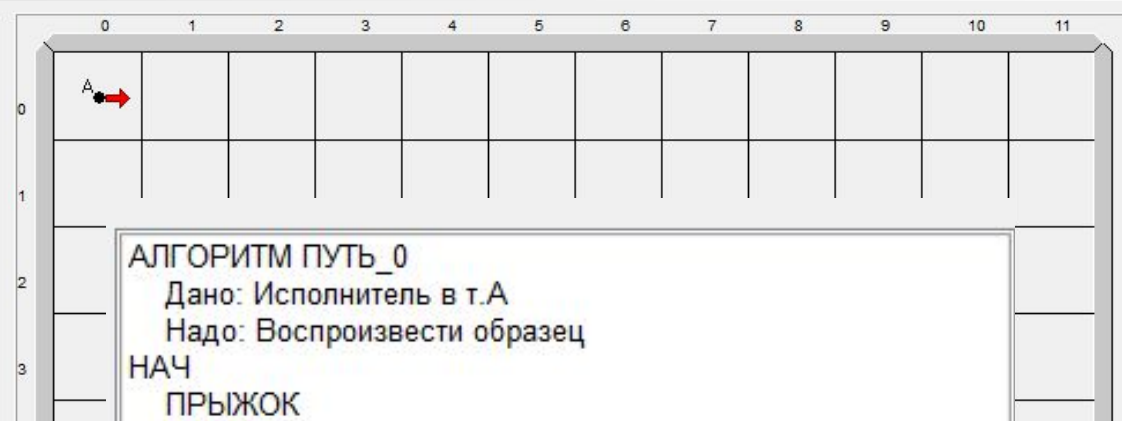 0 1 2 3 4 5 6 7 8 9 10 11
A
0
1
АЛГОРИТМ ПУТЬ_0
2
Дано: Исполнитель в т.А
Надо: Воспроизвести образец
3
НАЧ
ПРЫЖОК